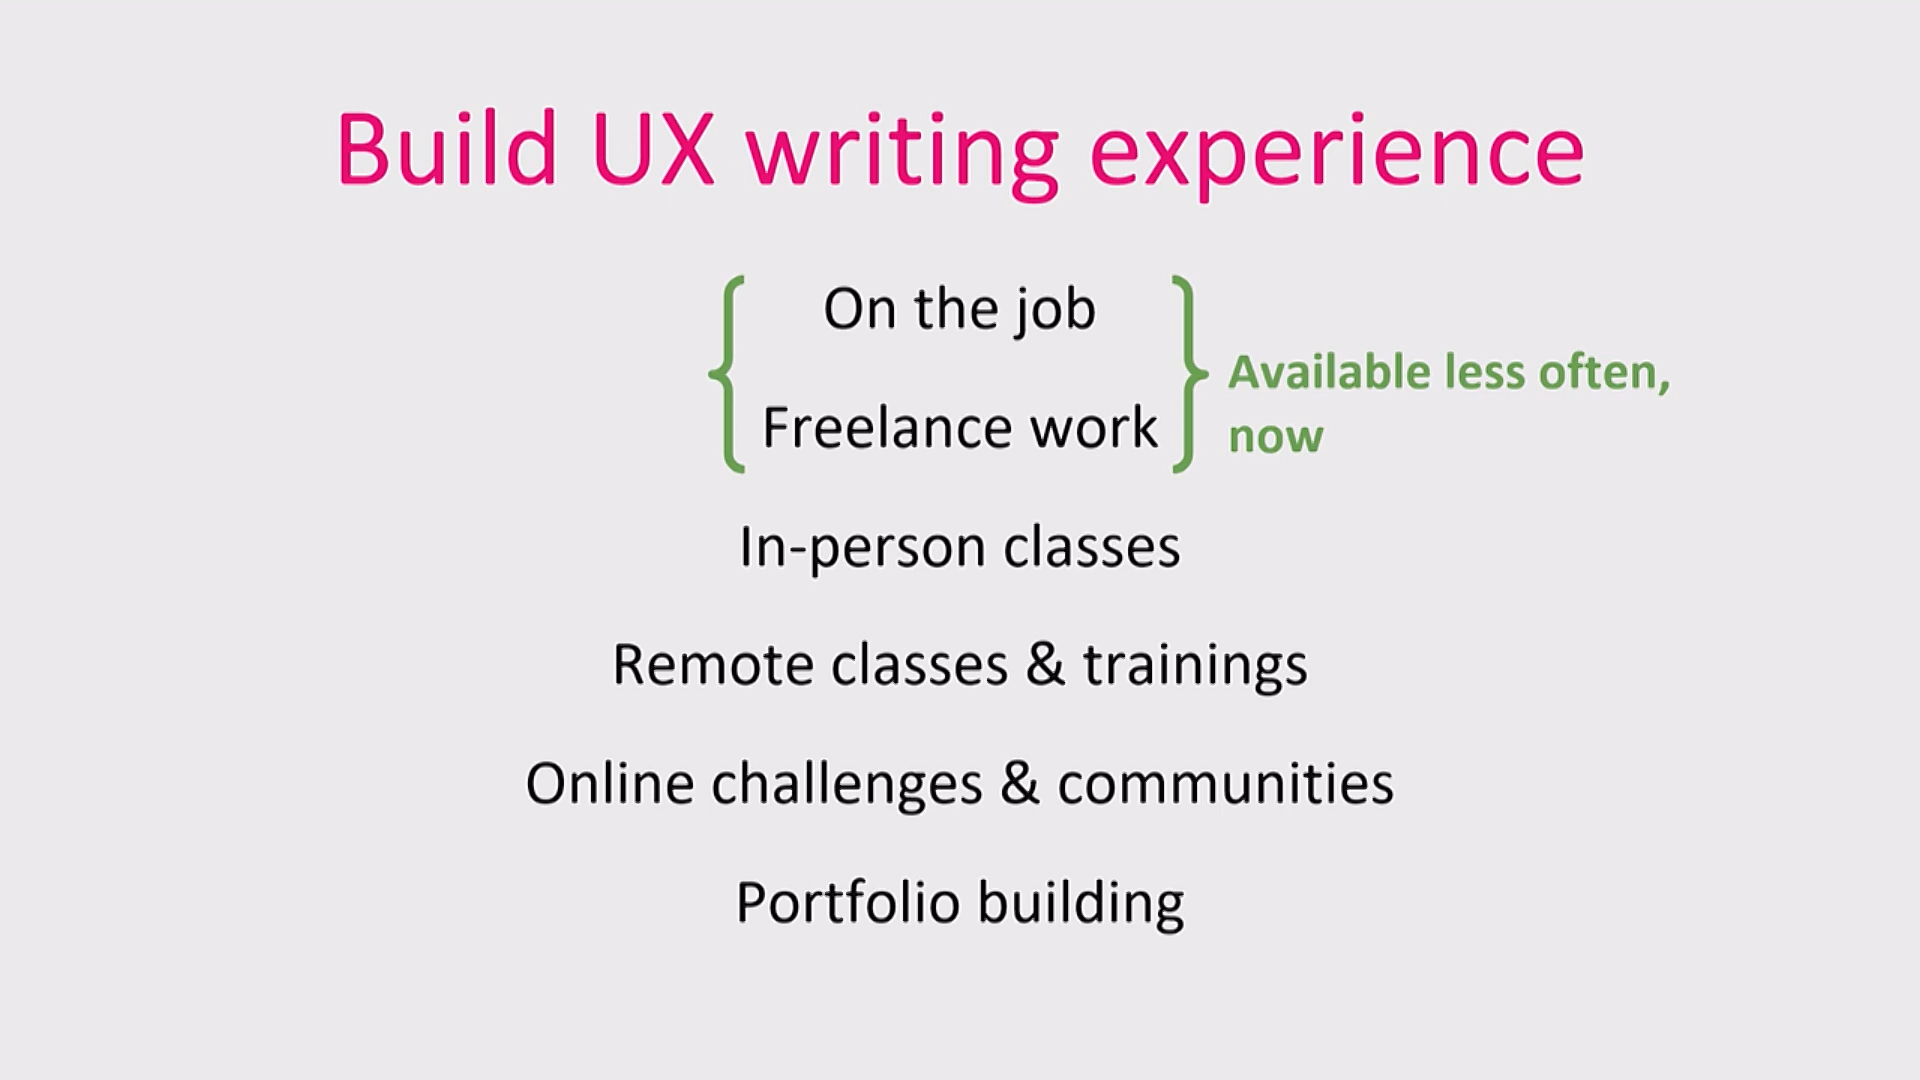 Build UX writing experience
On the job
Freelance work
Available less often,
now
In-person classes
Remote classes & trainings
Online challenges & communities
Portfolio building